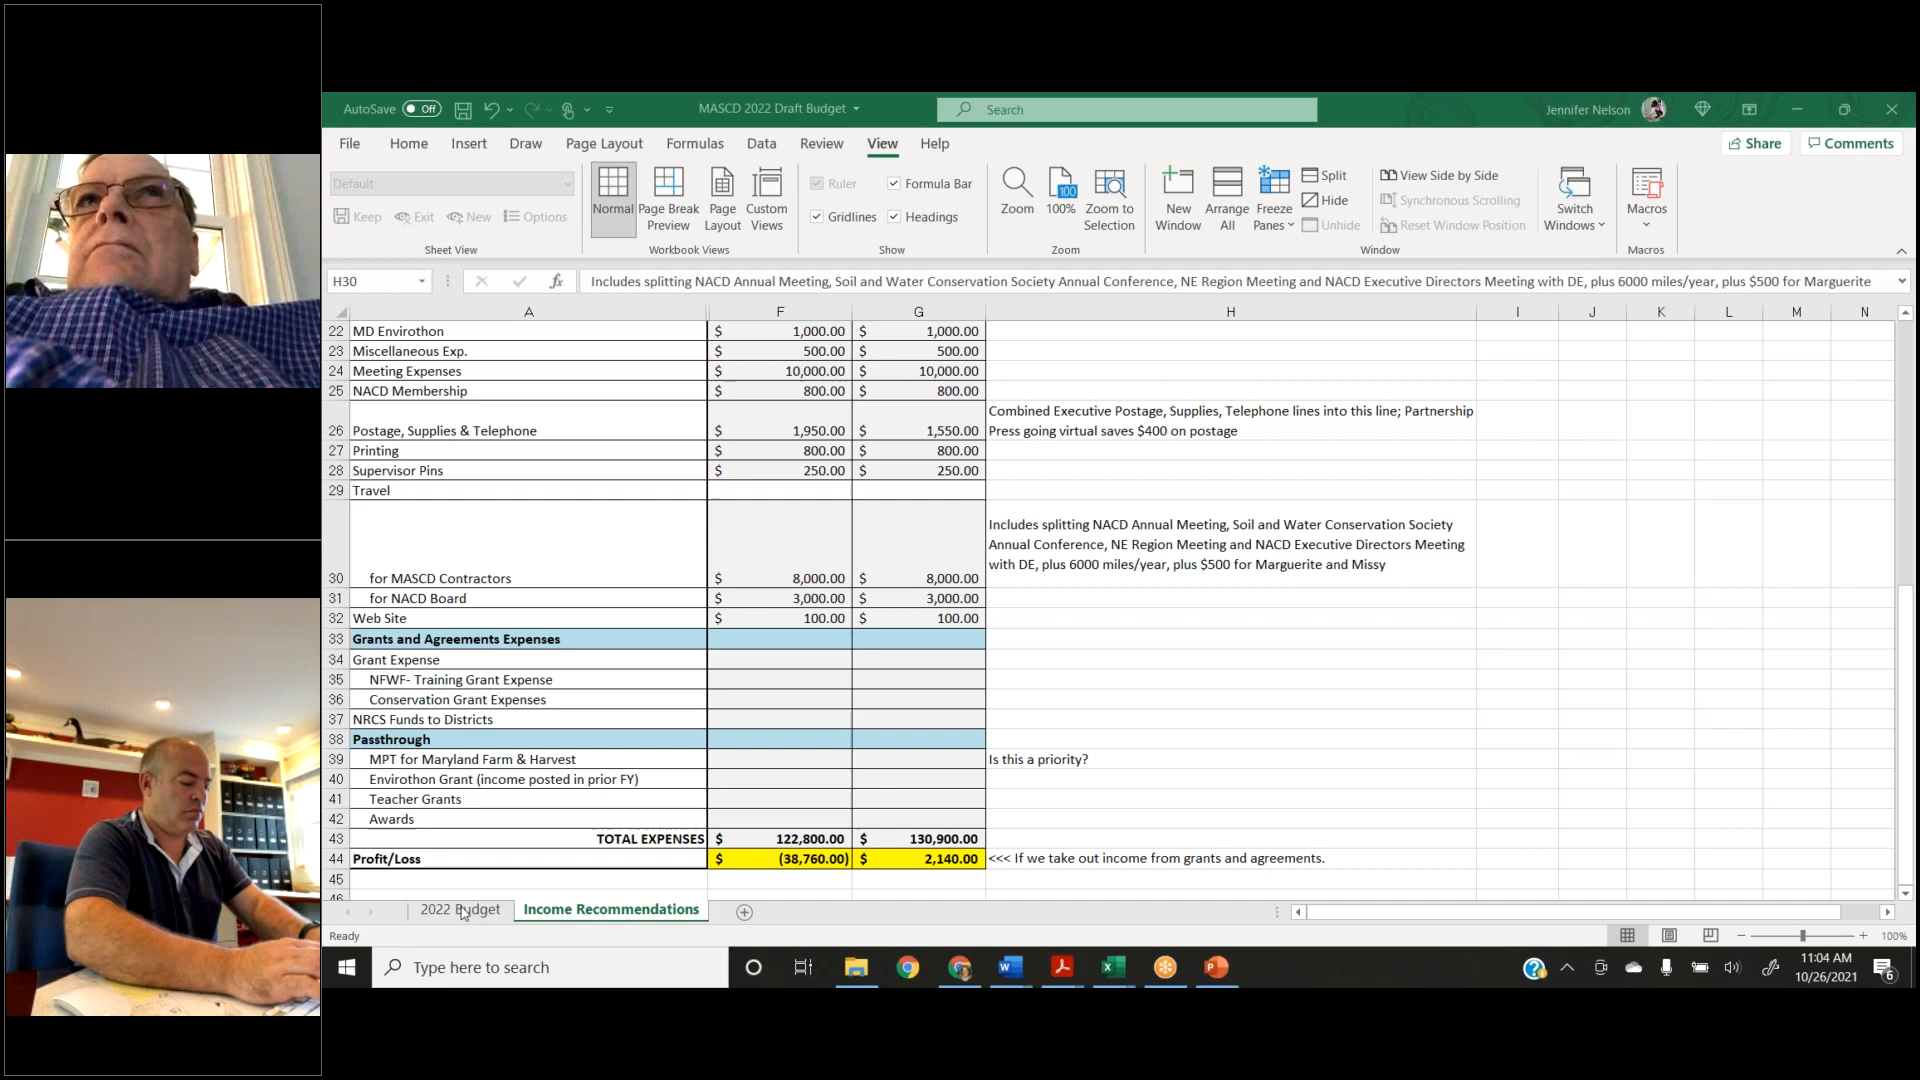 AutoSave Off MASCD 2022 Draft Budget Search Jennifer Nelson
File Home Insert Draw Page Layout Formulas Data Review View Help Share Comments
Default
Keep Exit New Options
Sheet View
Normal Page Break Preview Page Layout Custom Views
Workbook Views
Ruler Formula Bar
Gridlines Headings
Show
Zoom 100 100% Zoom to Selection
Zoom
New Window Arrange All Freeze Panes
Split
Hide
Unhide
View Side by Side
Synchronous Scrolling
Reset Window Position
Switch Windows
Window
Macros
Macros
H30 fx Includes splitting NACD Annual Meeting, Soil and Water Conservation Society Annual Conference, NE Region Meeting and NACD Executive Directors Meeting with DE, plus 6000 miles/year, plus $500 for Marguerite
A F G H I J K L M N
22 MD Envirothon $ 1,000.00 $ 1,000.00
23 Miscellaneous Exp. $ 500.00 $ 500.00
24 Meeting Expenses $ 10,000.00 $ 10,000.00
25 NACD Membership $ 800.00 $ 800.00
Combined Executive Postage, Supplies, Telephone lines into this line; Partnership
26 Postage, Supplies & Telephone $ 1,950.00 $ 1,550.00 Press going virtual saves $400 on postage
27 Printing $ 800.00 $ 800.00
28 Supervisor Pins $ 250.00 $ 250.00
29 Travel
Includes splitting NACD Annual Meeting, Soil and Water Conservation Society
Annual Conference, NE Region Meeting and NACD Executive Directors Meeting
with DE, plus 6000 miles/year, plus $500 for Marguerite and Missy
30 for MASCD Contractors $ 8,000.00 $ 8,000.00
31 for NACD Board $ 3,000.00 $ 3,000.00
32 Web Site $ 100.00 $ 100.00
33 Grants and Agreements Expenses
34 Grant Expense
35 NFWF- Training Grant Expense
36 Conservation Grant Expenses
37 NRCS Funds to Districts
38 Passthrough
39 MPT for Maryland Farm & Harvest Is this a priority?
40 Envirothon Grant (income posted in prior FY)
41 Teacher Grants
42 Awards
43 TOTAL EXPENSES $ 122,800.00 $ 130,900.00
44 Profit/Loss $ (38,760.00) $ 2,140.00 <<< If we take out income from grants and agreements.
45
46
2022 Budget Income Recommendations
Ready 100%
Type here to search 11:04 AM
10/26/2021 6